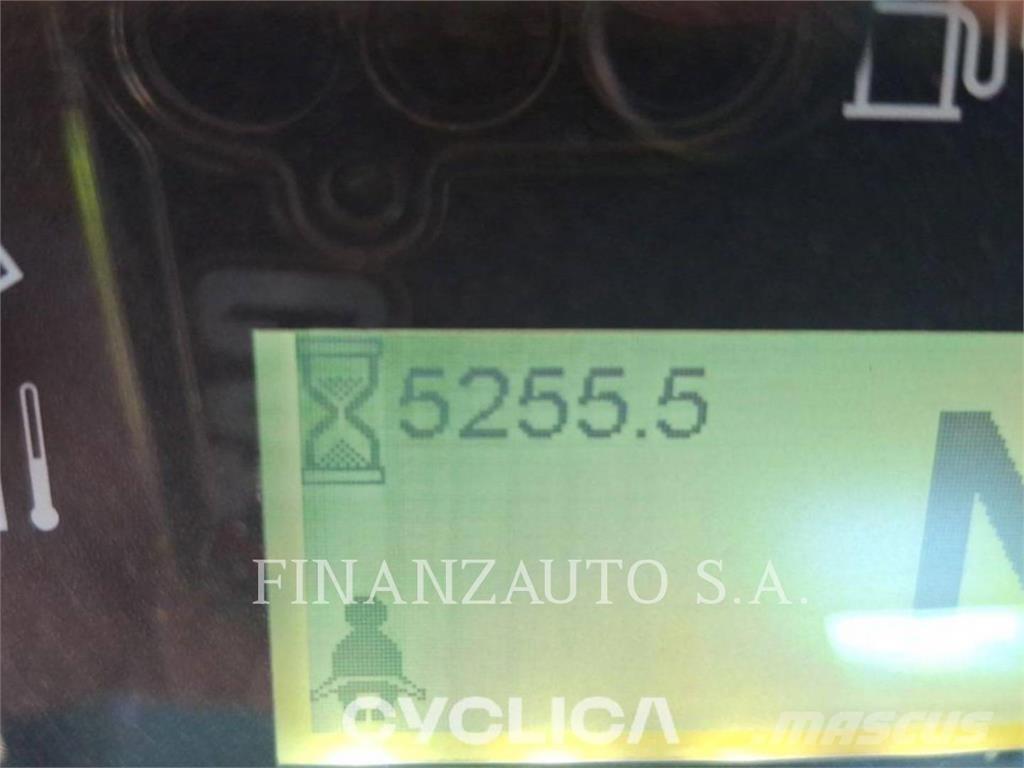 5255.5
N
FINANZAUTO S.A.
CYCLICA
MASCUS